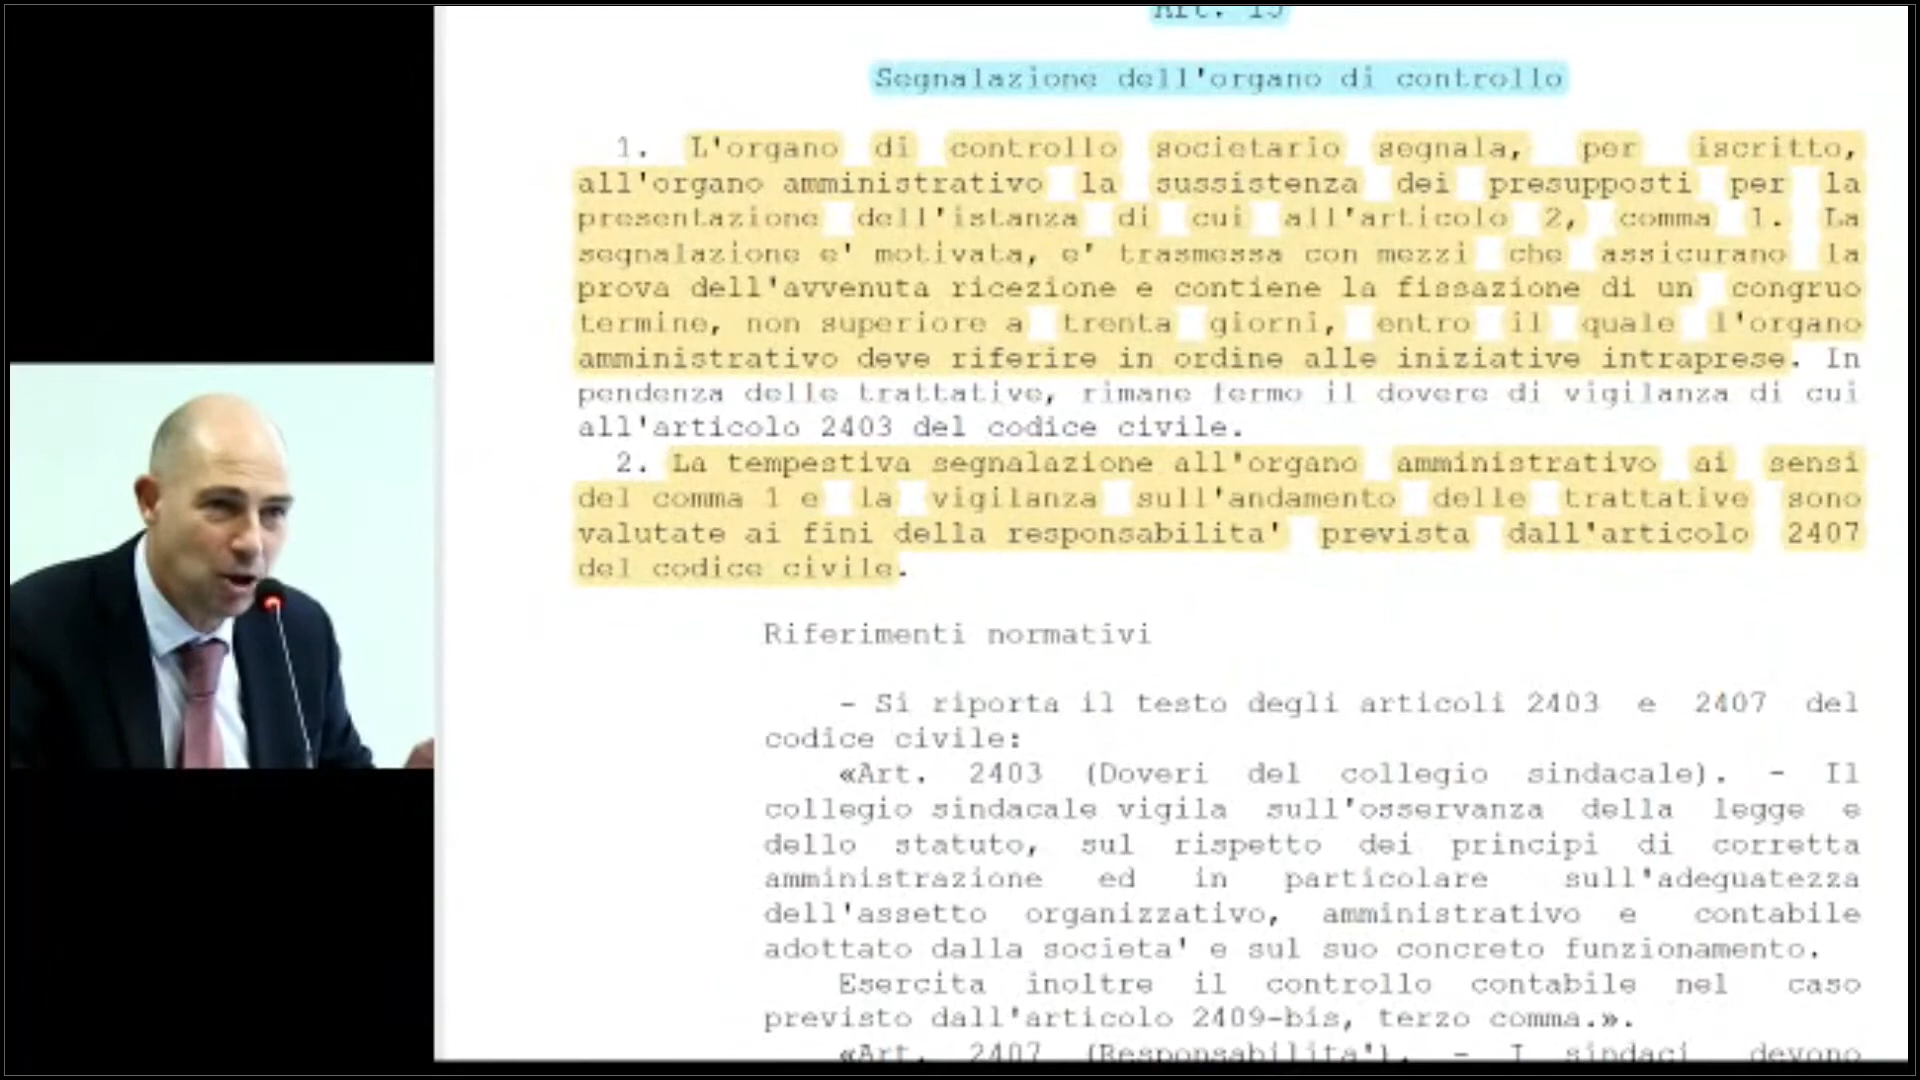 Art. 15
Segnalazione dell'organo di controllo
1. L'organo di controllo societario segnala, per iscritto,
all'organo amministrativo la sussistenza dei presupposti per la
presentazione dell'istanza di cui all'articolo 2, comma 1. La
segnalazione e' motivata, e' trasmessa con mezzi che assicurano la
prova dell'avvenuta ricezione e contiene la fissazione di un congruo
termine, non superiore a trenta giorni, entro il quale l'organo
amministrativo deve riferire in ordine alle iniziative intraprese. In
pendenza delle trattative, rimane fermo il dovere di vigilanza di cui
all'articolo 2403 del codice civile.
2. La tempestiva segnalazione all'organo amministrativo ai sensi
del comma 1 e la vigilanza sull'andamento delle trattative sono
valutate ai fini della responsabilita' prevista dall'articolo 2407
del codice civile.
Riferimenti normativi
- Si riporta il testo degli articoli 2403 e 2407 del
codice civile:
«Art. 2403 (Doveri del collegio sindacale). - Il
collegio sindacale vigila sull'osservanza della legge e
dello statuto, sul rispetto dei principi di corretta
amministrazione ed in particolare sull'adeguatezza
dell'assetto organizzativo, amministrativo e contabile
adottato dalla societa' e sul suo concreto funzionamento.
Esercita inoltre il controllo contabile nel caso
previsto dall'articolo 2409-bis, terzo comma.».
«Art. 2407 (Responsabilita'). - I sindaci devono